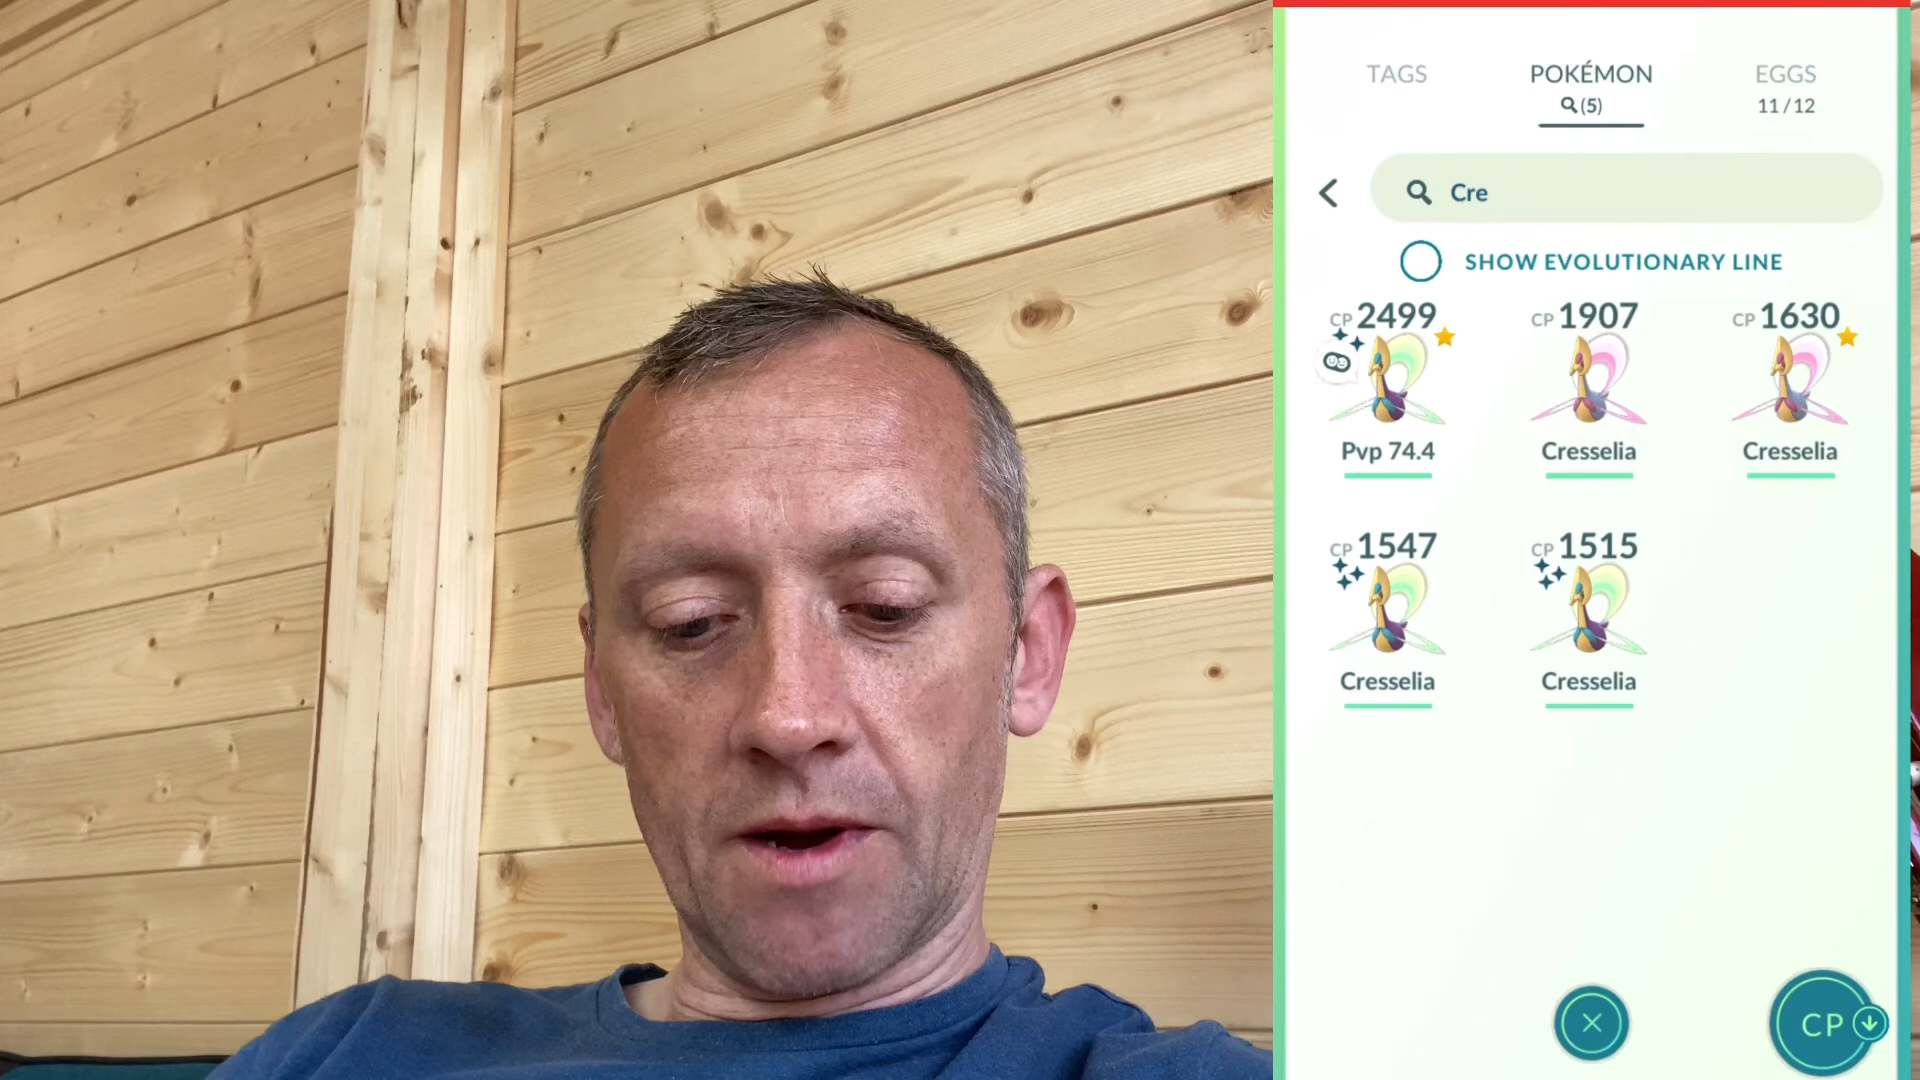 TAGS
POKÉMON
(5)
EGGS
11/12
Cre
SHOW EVOLUTIONARY LINE
CP 2499
CP 1907
CP 1630
Pvp 74.4
Cresselia
Cresselia
CP 1547
CP 1515
Cresselia
Cresselia
CP